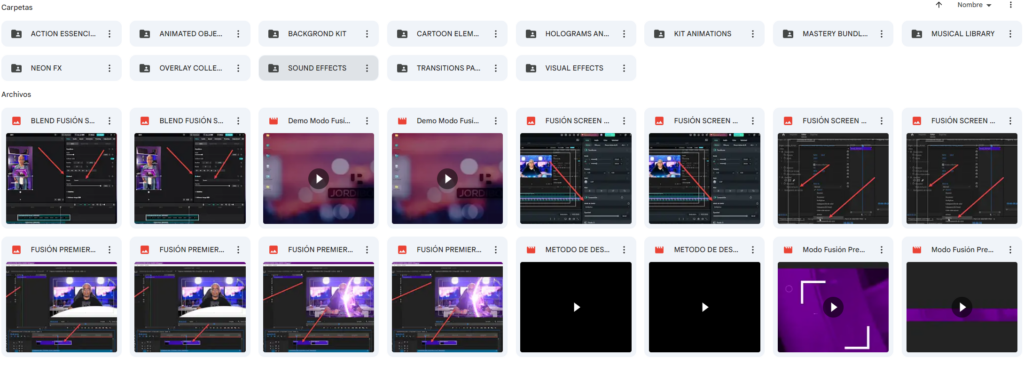 Carpetas
Nombre
ACTION ESSENCI...
ANIMATED OBJE...
BACKGROND KIT
CARTOON ELEM...
HOLOGRAMS AN...
KIT ANIMATIONS
MASTERY BUNDL...
MUSICAL LIBRARY
NEON FX
OVERLAY COLLE...
SOUND EFFECTS
TRANSITIONS PA...
VISUAL EFFECTS
Archivos
BLEND FUSIÓN S...
BLEND FUSIÓN S...
Demo Modo Fusi...
Demo Modo Fusi...
FUSIÓN SCREEN ...
FUSIÓN SCREEN ...
FUSIÓN SCREEN ...
FUSIÓN SCREEN ...
JORD
JORD
FUSIÓN PREMIER...
FUSIÓN PREMIER...
FUSIÓN PREMIER...
FUSIÓN PREMIER...
METODO DE DES...
METODO DE DES...
Modo Fusión Pre...
Modo Fusión Pre...